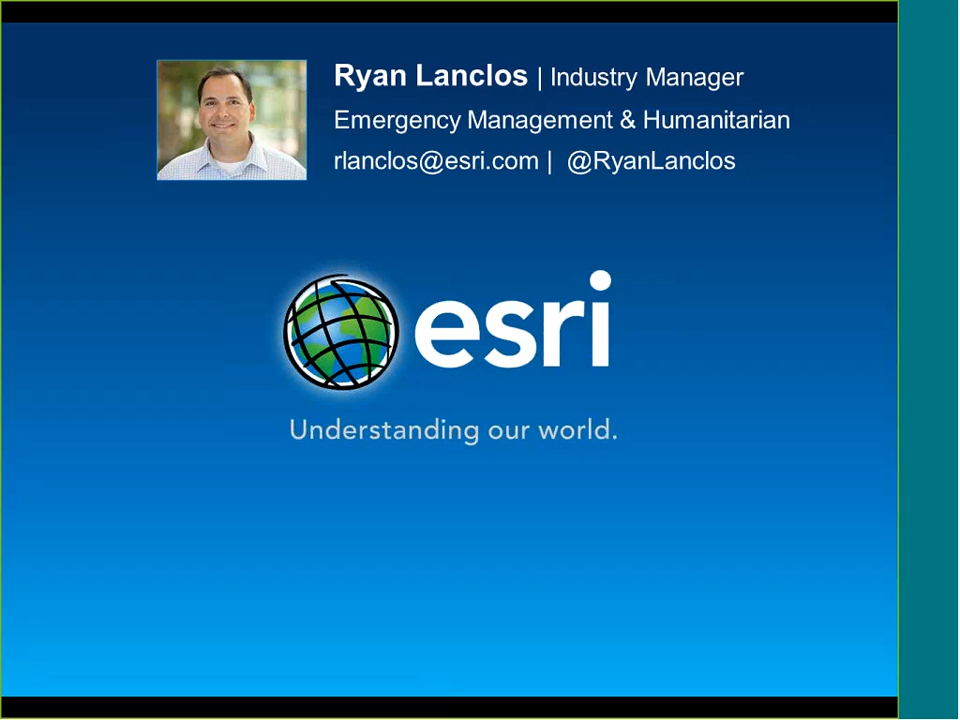 Ryan Lanclos | Industry Manager
Emergency Management & Humanitarian
rlanclos@esri.com | @RyanLanclos
esri
Understanding our world.